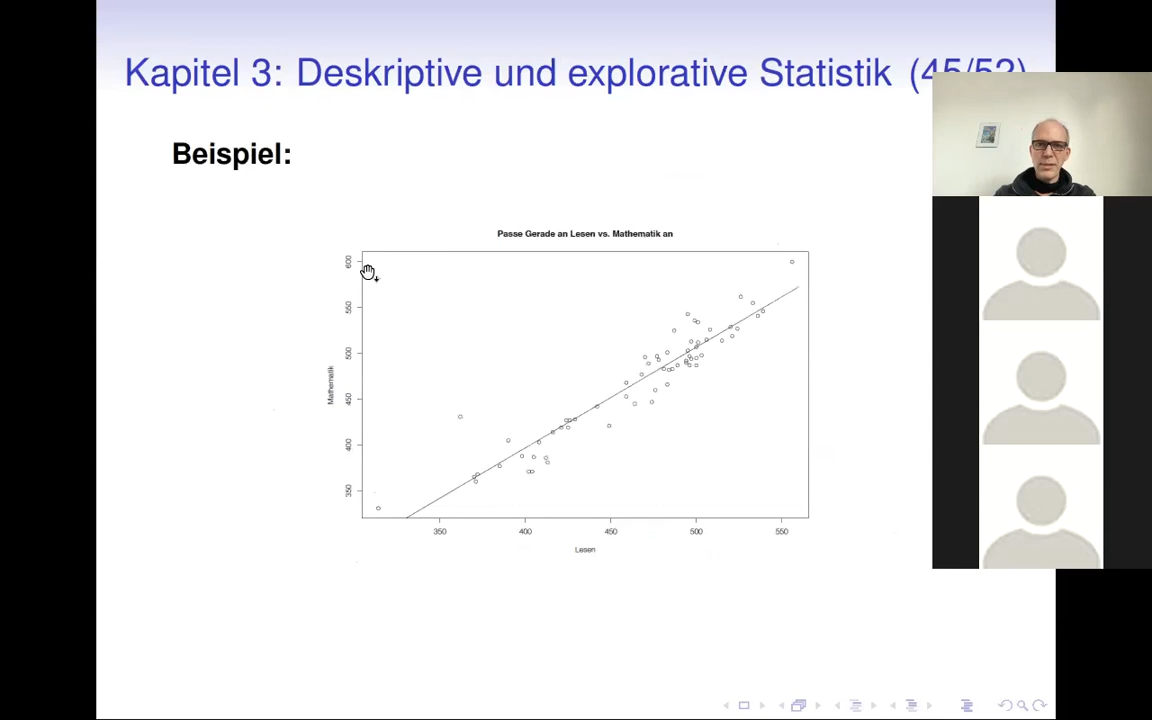 Kapitel 3: Deskriptive und explorative Statistik (45/52)
Beispiel:
Passe Gerade an Lesen vs. Mathematik an
600
550
500
450
400
350
Mathematik
350 400 450 500 550
Lesen